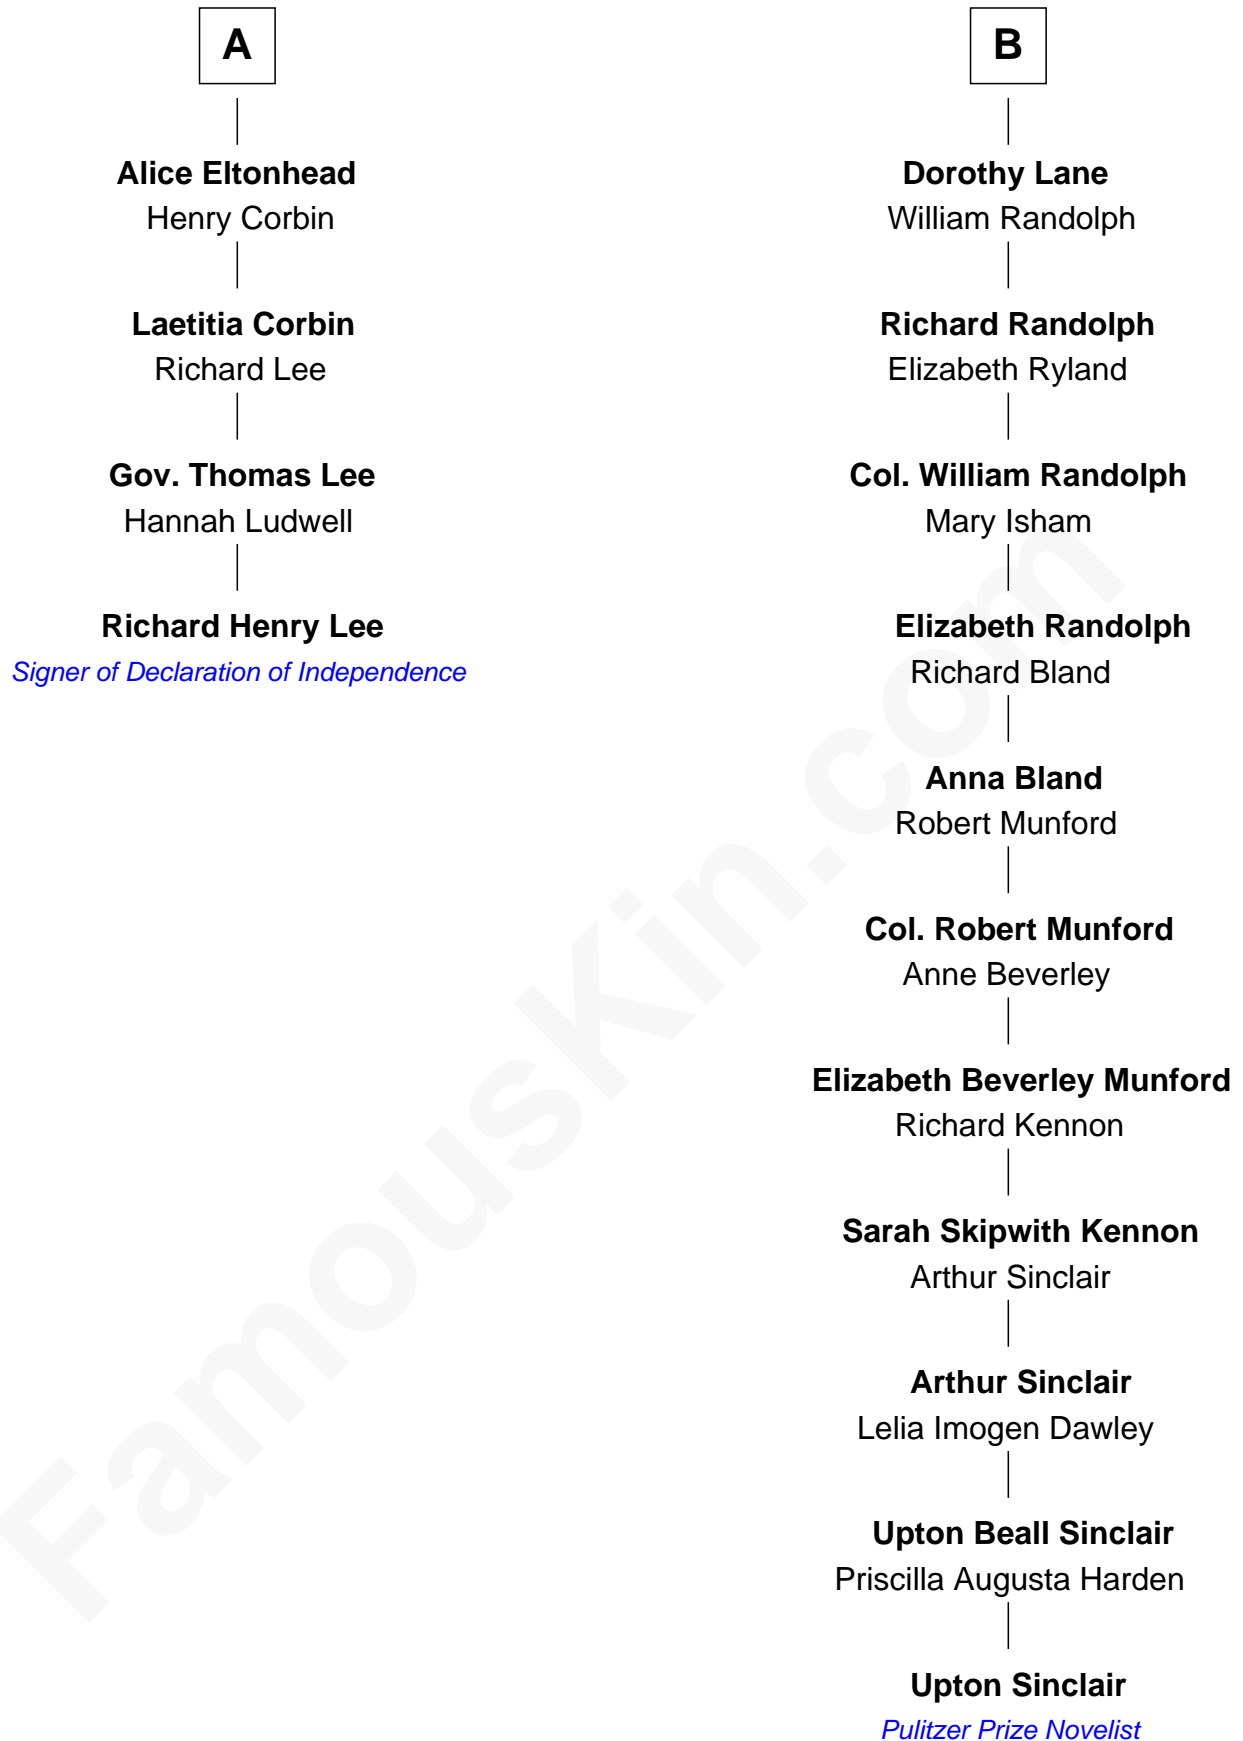 A
Alice Eltonhead
Henry Corbin
Laetitia Corbin
Richard Lee
Gov. Thomas Lee
Hannah Ludwell
Richard Henry Lee
Signer of Declaration of Independence
B
Dorothy Lane
William Randolph
Richard Randolph
Elizabeth Ryland
Col. William Randolph
Mary Isham
Elizabeth Randolph
Richard Bland
Anna Bland
Robert Munford
Col. Robert Munford
Anne Beverley
Elizabeth Beverley Munford
Richard Kennon
Sarah Skipwith Kennon
Arthur Sinclair
Arthur Sinclair
Lelia Imogen Dawley
Upton Beall Sinclair
Priscilla Augusta Harden
Upton Sinclair
Pulitzer Prize Novelist
FamousKin.com